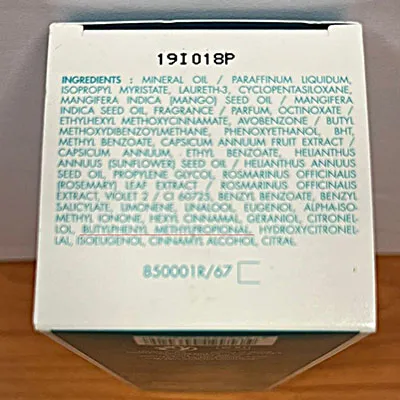 19I018P
INGREDIENTS : MINERAL OIL / PARAFFINUM LIQUIDUM,
ISOPROPYL MYRISTATE, LAURETH-3, CYCLOPENTASILOXANE,
MANGIFERA INDICA (MANGO) SEED OIL / MANGIFERA
INDICA SEED OIL, FRAGRANCE / PARFUM, OCTINOXATE /
ETHYLHEXYL METHOXYCINNAMATE, AVOBENZONE / BUTYL
METHOXYDIBENZOYLMETHANE, PHENOXYETHANOL, BHT,
METHYL BENZOATE, CAPSICUM ANNUUM FRUIT EXTRACT /
CAPSICUM ANNUUM, ETHYL BENZOATE, HELIANTHUS
ANNUUS (SUNFLOWER) SEED OIL / HELIANTHUS ANNUUS
SEED OIL, PROPYLENE GLYCOL, ROSMARINUS OFFICINALIS
(ROSEMARY) LEAF EXTRACT / ROSMARINUS OFFICINALIS
EXTRACT, VIOLET 2 / CI 60725, BENZYL BENZOATE, BENZYL
SALICYLATE, LIMONENE, LINALOOL, EUGENOL, ALPHA-ISO-
METHYL IONONE, HEXYL CINNAMAL, GERANIOL, CITRONEL-
LOL, BUTYLPHENYL METHYLPROPIONAL, HYDROXYCITRONEL-
LAL, ISOEUGENOL, CINNAMYL ALCOHOL, CITRAL.
850001R/67